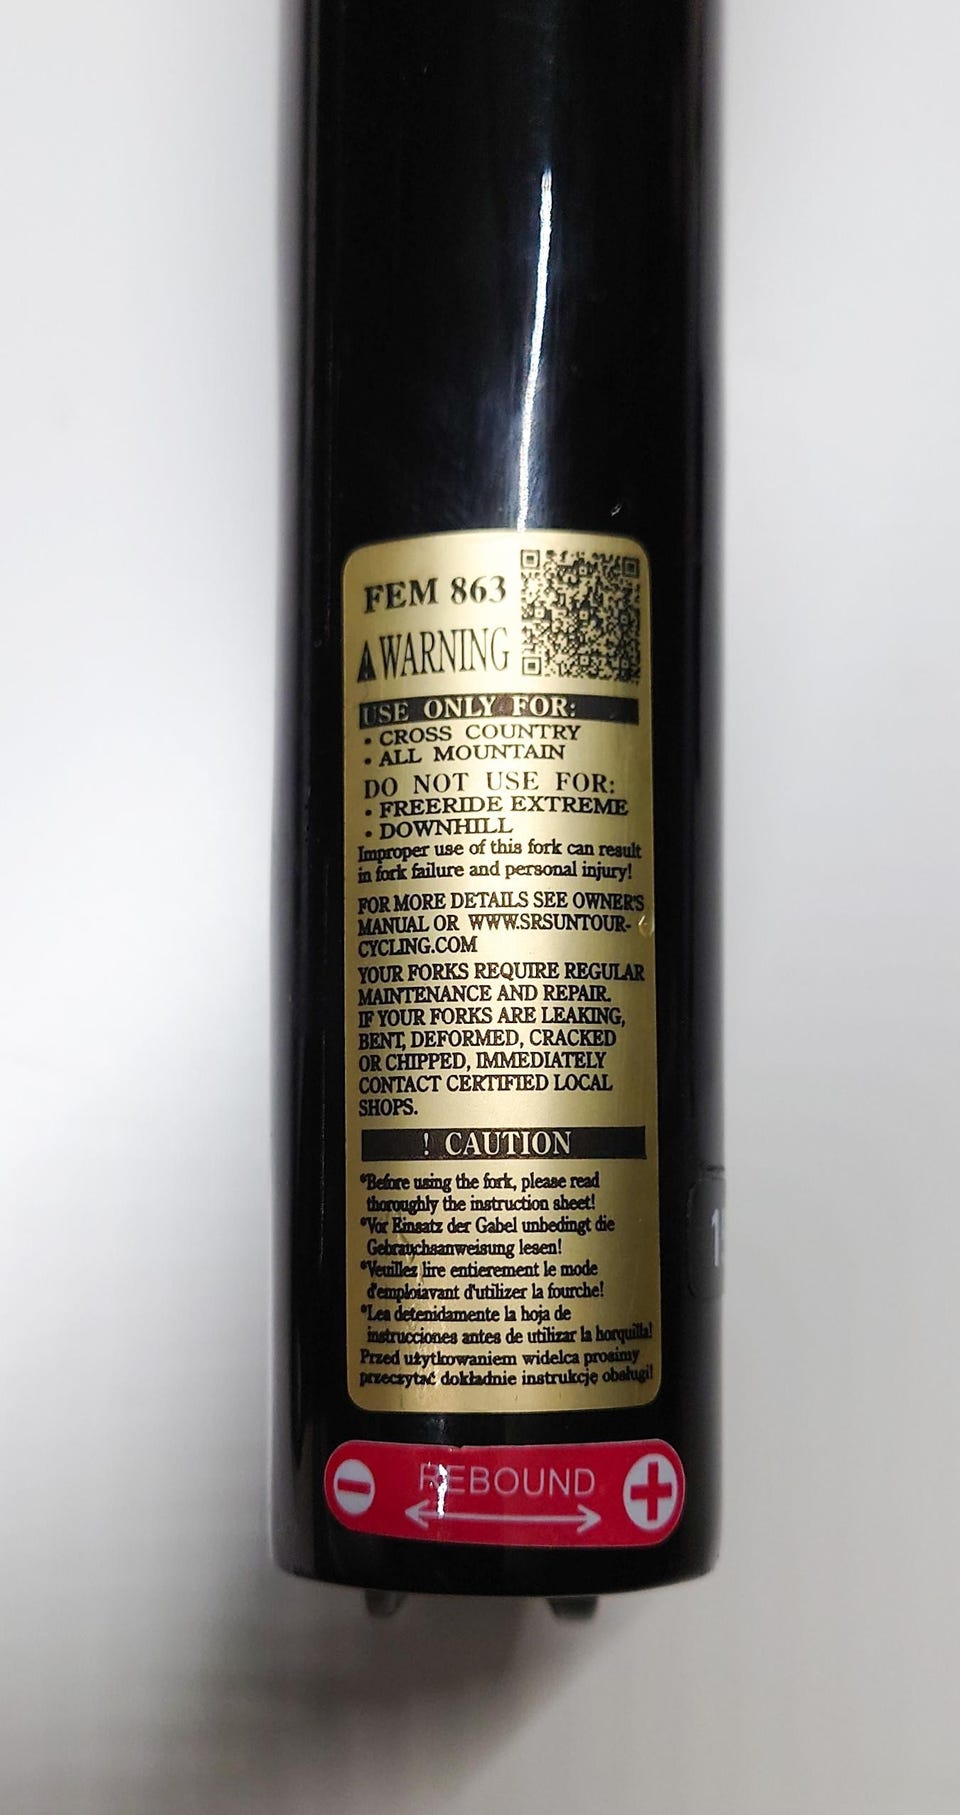 FEM 863
WARNING
USE ONLY FOR:
• CROSS COUNTRY
• ALL MOUNTAIN
DO NOT USE FOR:
• FREERIDE EXTREME
• DOWNHILL
Improper use of this fork can result
in fork failure and personal injury!
FOR MORE DETAILS SEE OWNER'S
MANUAL OR WWW.SRSUNTOUR-
CYCLING.COM
YOUR FORKS REQUIRE REGULAR
MAINTENANCE AND REPAIR.
IF YOUR FORKS ARE LEAKING,
BENT, DEFORMED, CRACKED
OR CHIPPED, IMMEDIATELY
CONTACT CERTIFIED LOCAL
SHOPS.
! CAUTION
*Before using the fork, please read
thoroughly the instruction sheet!
*Vor Einsatz der Gabel unbedingt die
Gebrauchsanweisung lesen!
*Veuillez lire entierement le mode
d'emploiavant d'utilizer la fourche!
*Lea detenidamente la hoja de
instrucciones antes de utilizar la horquilla!
Przed użytkowaniem widelca prosimy
przeczytać dokładnie instrukcję obsługi!
− REBOUND +